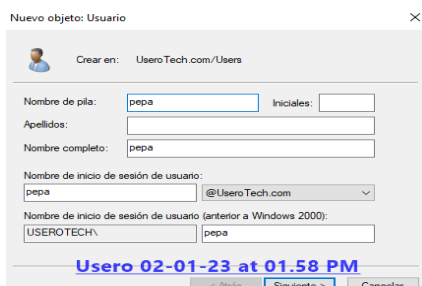 Nuevo objeto: Usuario
Crear en: UseroTech.com/Users
Nombre de pila: pepa Iniciales:
Apellidos:
Nombre completo: pepa
Nombre de inicio de sesión de usuario:
pepa @UseroTech.com
Nombre de inicio de sesión de usuario (anterior a Windows 2000):
USEROTECH\ pepa
Usero 02-01-23 at 01.58 PM
< Atrás Siguiente > Cancelar